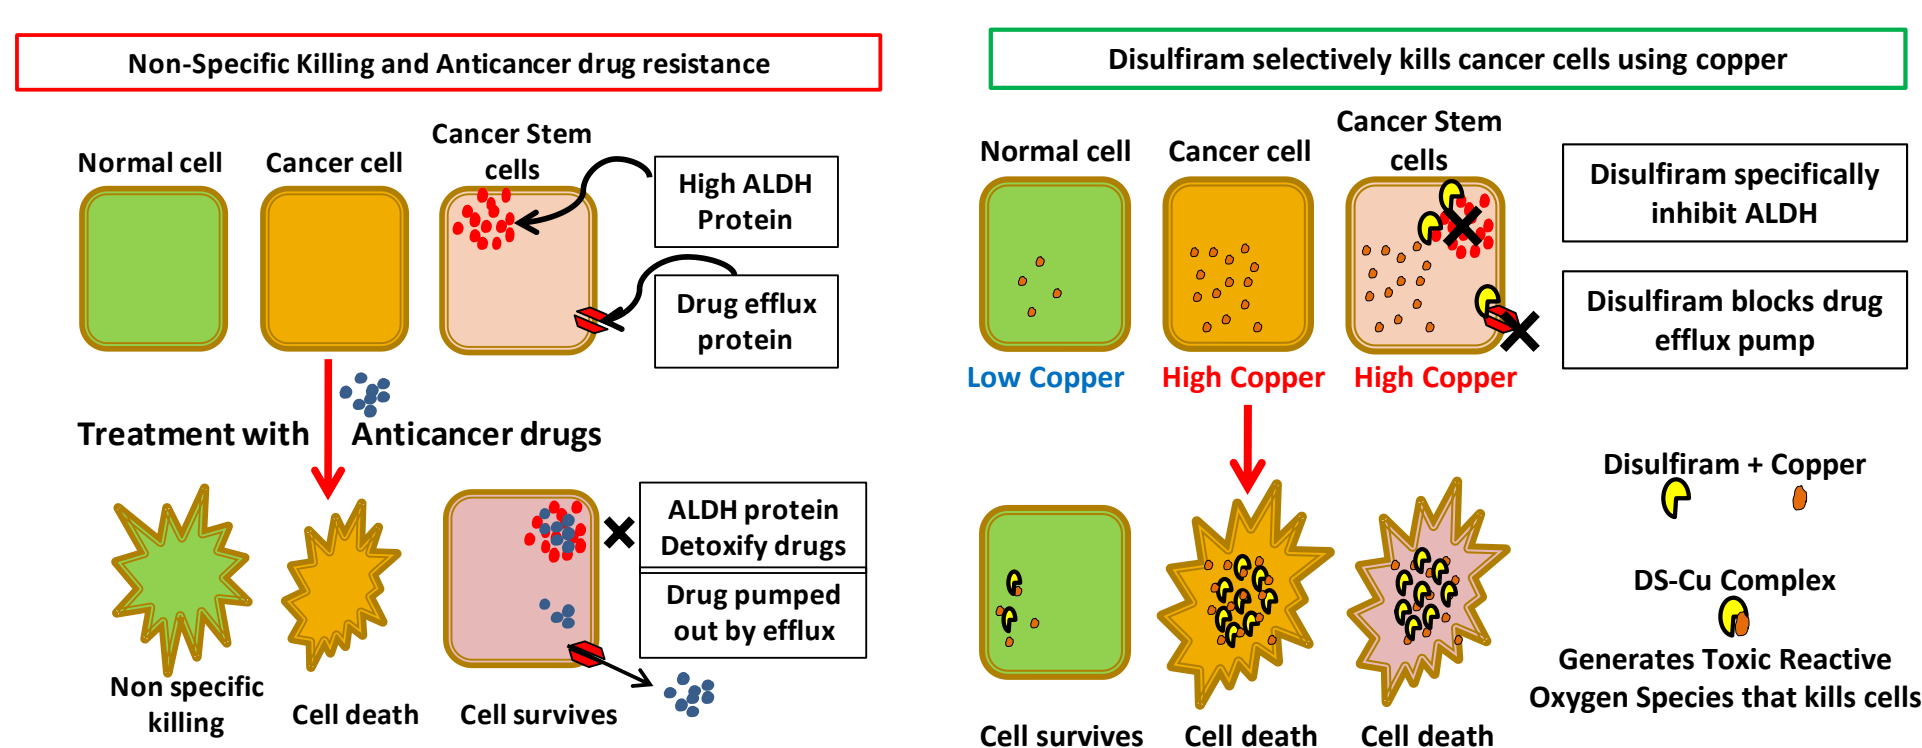 Non-Specific Killing and Anticancer drug resistance
Normal cell
Cancer cell
Cancer Stem
cells
High ALDH
Protein
Drug efflux
protein
Treatment with
Anticancer drugs
ALDH protein
Detoxify drugs
Drug pumped
out by efflux
Non specific
killing
Cell death
Cell survives
Disulfiram selectively kills cancer cells using copper
Normal cell
Cancer cell
Cancer Stem
cells
Disulfiram specifically
inhibit ALDH
Disulfiram blocks drug
efflux pump
Low Copper
High Copper
High Copper
Disulfiram + Copper
DS-Cu Complex
Generates Toxic Reactive
Oxygen Species that kills cells
Cell survives
Cell death
Cell death